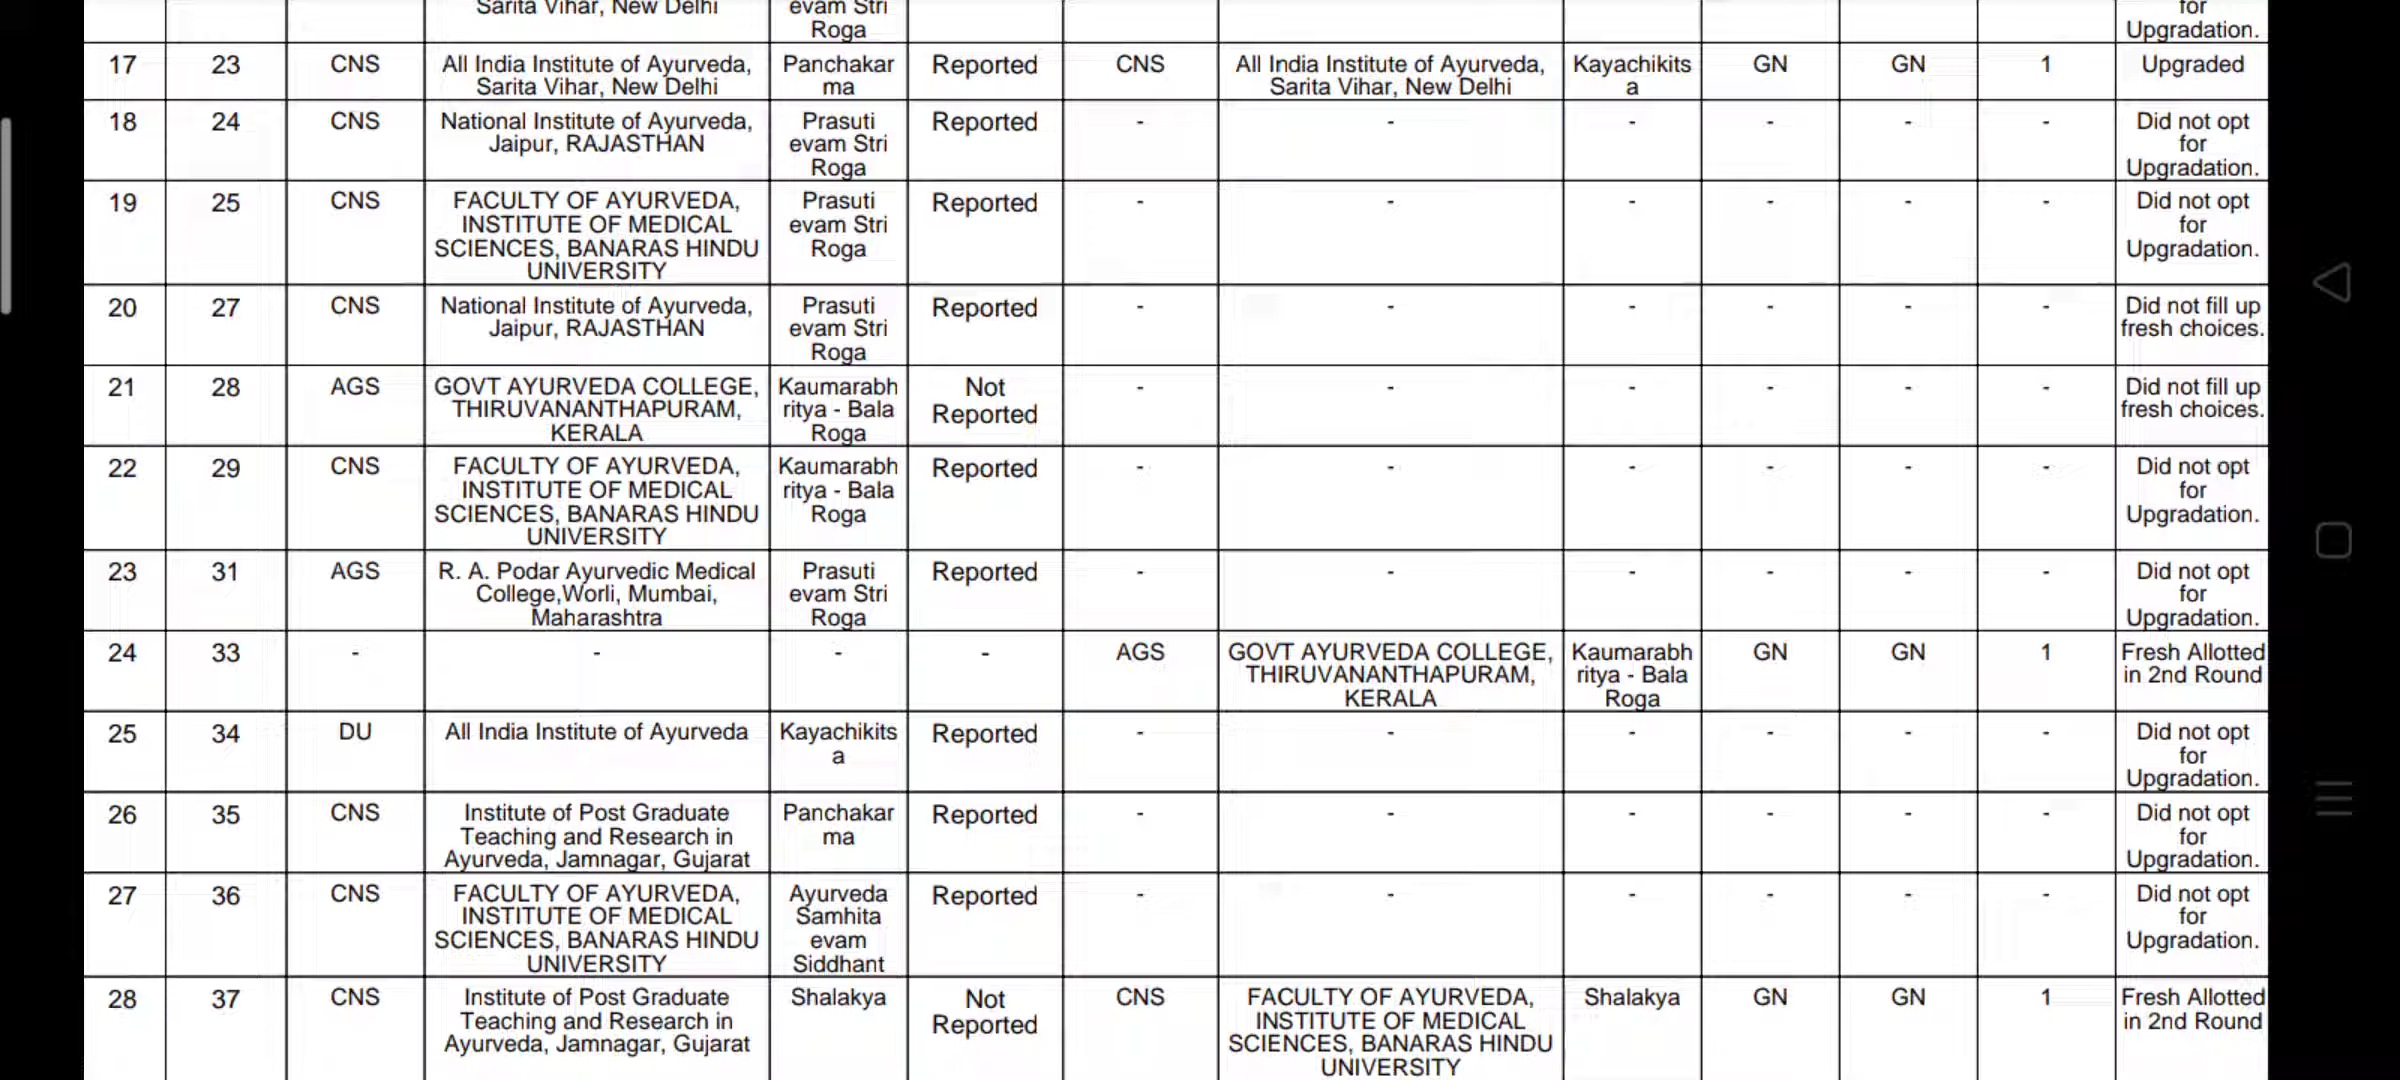 Sarita Vihar, New Delhi evam Stri Roga for Upgradation.
17 23 CNS All India Institute of Ayurveda, Sarita Vihar, New Delhi Panchakar ma Reported CNS All India Institute of Ayurveda, Sarita Vihar, New Delhi Kayachikits a GN GN 1 Upgraded
18 24 CNS National Institute of Ayurveda, Jaipur, RAJASTHAN Prasuti evam Stri Roga Reported - - - - - - Did not opt for Upgradation.
19 25 CNS FACULTY OF AYURVEDA, INSTITUTE OF MEDICAL SCIENCES, BANARAS HINDU UNIVERSITY Prasuti evam Stri Roga Reported - - - - - - Did not opt for Upgradation.
20 27 CNS National Institute of Ayurveda, Jaipur, RAJASTHAN Prasuti evam Stri Roga Reported - - - - - - Did not fill up fresh choices.
21 28 AGS GOVT AYURVEDA COLLEGE, THIRUVANANTHAPURAM, KERALA Kaumarabh ritya - Bala Roga Not Reported - - - - - - Did not fill up fresh choices.
22 29 CNS FACULTY OF AYURVEDA, INSTITUTE OF MEDICAL SCIENCES, BANARAS HINDU UNIVERSITY Kaumarabh ritya - Bala Roga Reported - - - - - - Did not opt for Upgradation.
23 31 AGS R. A. Podar Ayurvedic Medical College,Worli, Mumbai, Maharashtra Prasuti evam Stri Roga Reported - - - - - - Did not opt for Upgradation.
24 33 - - - - AGS GOVT AYURVEDA COLLEGE, THIRUVANANTHAPURAM, KERALA Kaumarabh ritya - Bala Roga GN GN 1 Fresh Allotted in 2nd Round
25 34 DU All India Institute of Ayurveda Kayachikits a Reported - - - - - - Did not opt for Upgradation.
26 35 CNS Institute of Post Graduate Teaching and Research in Ayurveda, Jamnagar, Gujarat Panchakar ma Reported - - - - - - Did not opt for Upgradation.
27 36 CNS FACULTY OF AYURVEDA, INSTITUTE OF MEDICAL SCIENCES, BANARAS HINDU UNIVERSITY Ayurveda Samhita evam Siddhant Reported - - - - - - Did not opt for Upgradation.
28 37 CNS Institute of Post Graduate Teaching and Research in Ayurveda, Jamnagar, Gujarat Shalakya Not Reported CNS FACULTY OF AYURVEDA, INSTITUTE OF MEDICAL SCIENCES, BANARAS HINDU UNIVERSITY Shalakya GN GN 1 Fresh Allotted in 2nd Round